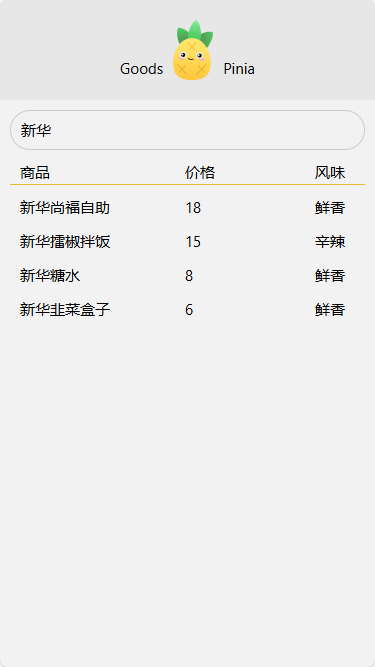 Goods Pinia
新华
商品 价格 风味
新华尚福自助 18 鲜香
新华擂椒拌饭 15 辛辣
新华糖水 8 鲜香
新华韭菜盒子 6 鲜香